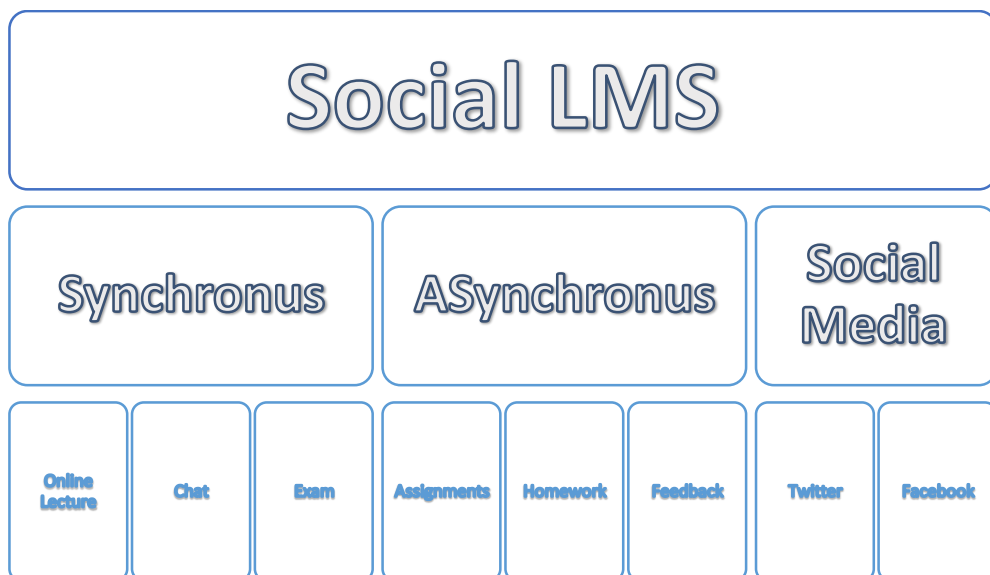 Social LMS
Synchronus
ASynchronus
Social
Media
Online
Lecture
Chat
Exam
Assignments
Homework
Feedback
Twitter
Facebook